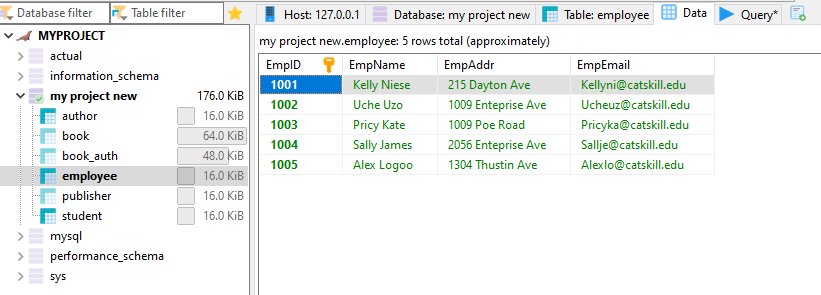 Database filter Table filter
MYPROJECT
actual
information_schema
my project new 176.0 KiB
author 16.0 KiB
book 64.0 KiB
book_auth 48.0 KiB
employee 16.0 KiB
publisher 16.0 KiB
student 16.0 KiB
mysql
performance_schema
sys
Host: 127.0.0.1 Database: my project new Table: employee Data Query*
my project new.employee: 5 rows total (approximately)
EmpID EmpName EmpAddr EmpEmail
1001 Kelly Niese 215 Dayton Ave Kellyni@catskill.edu
1002 Uche Uzo 1009 Enteprise Ave Ucheuz@catskill.edu
1003 Pricy Kate 1009 Poe Road Pricyka@catskill.edu
1004 Sally James 2056 Enteprise Ave Sallje@catskill.edu
1005 Alex Logoo 1304 Thustin Ave Alexlo@catskill.edu